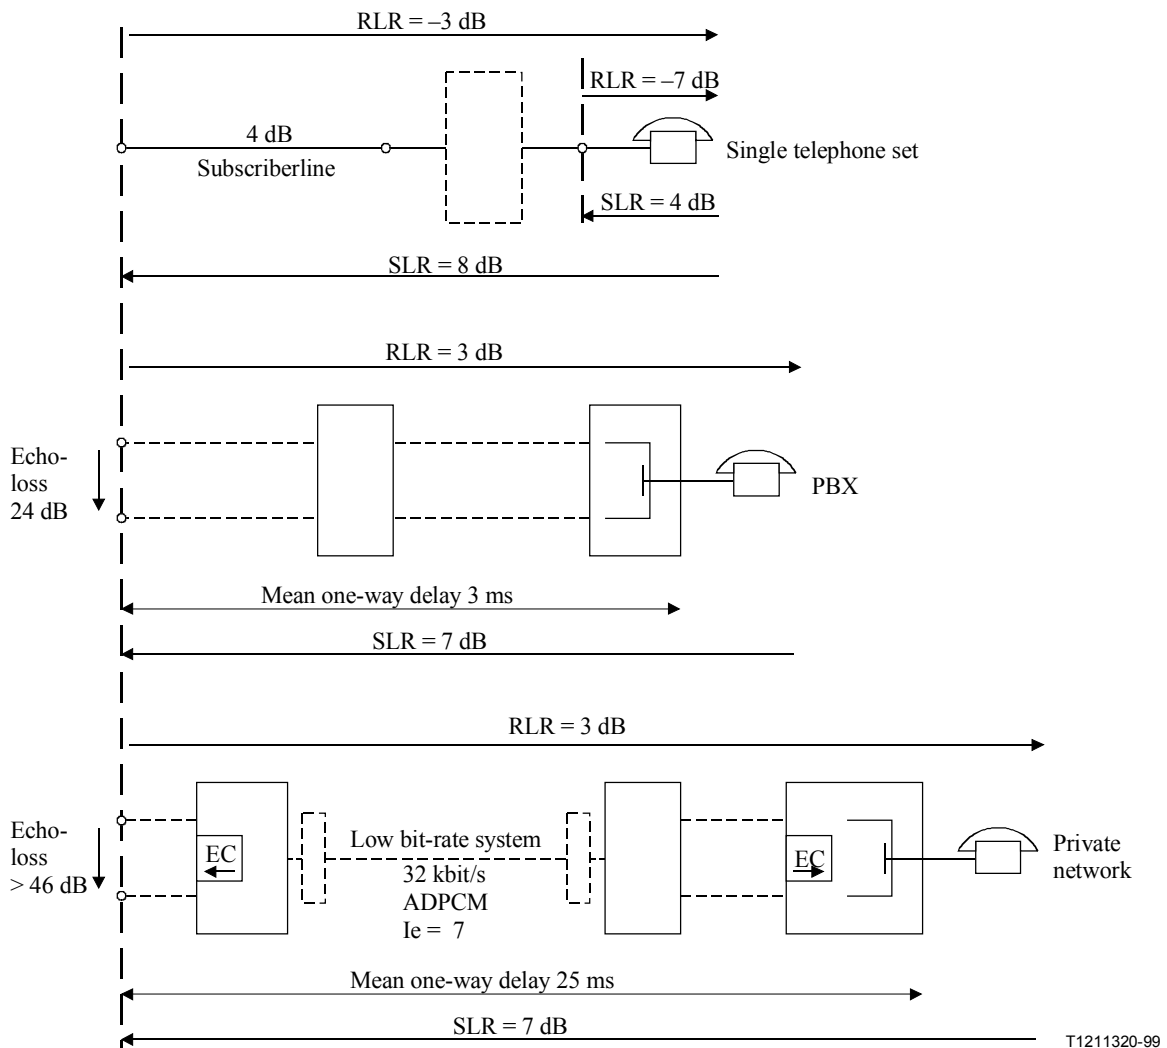 RLR = –3 dB
RLR = –7 dB
4 dB
Subscriberline
Single telephone set
SLR = 4 dB
SLR = 8 dB
RLR = 3 dB
Echo-
loss
24 dB
PBX
Mean one-way delay 3 ms
SLR = 7 dB
RLR = 3 dB
Echo-
loss
> 46 dB
EC
Low bit-rate system
32 kbit/s
ADPCM
Ie = 7
EC
Private
network
Mean one-way delay 25 ms
SLR = 7 dB
T1211320-99